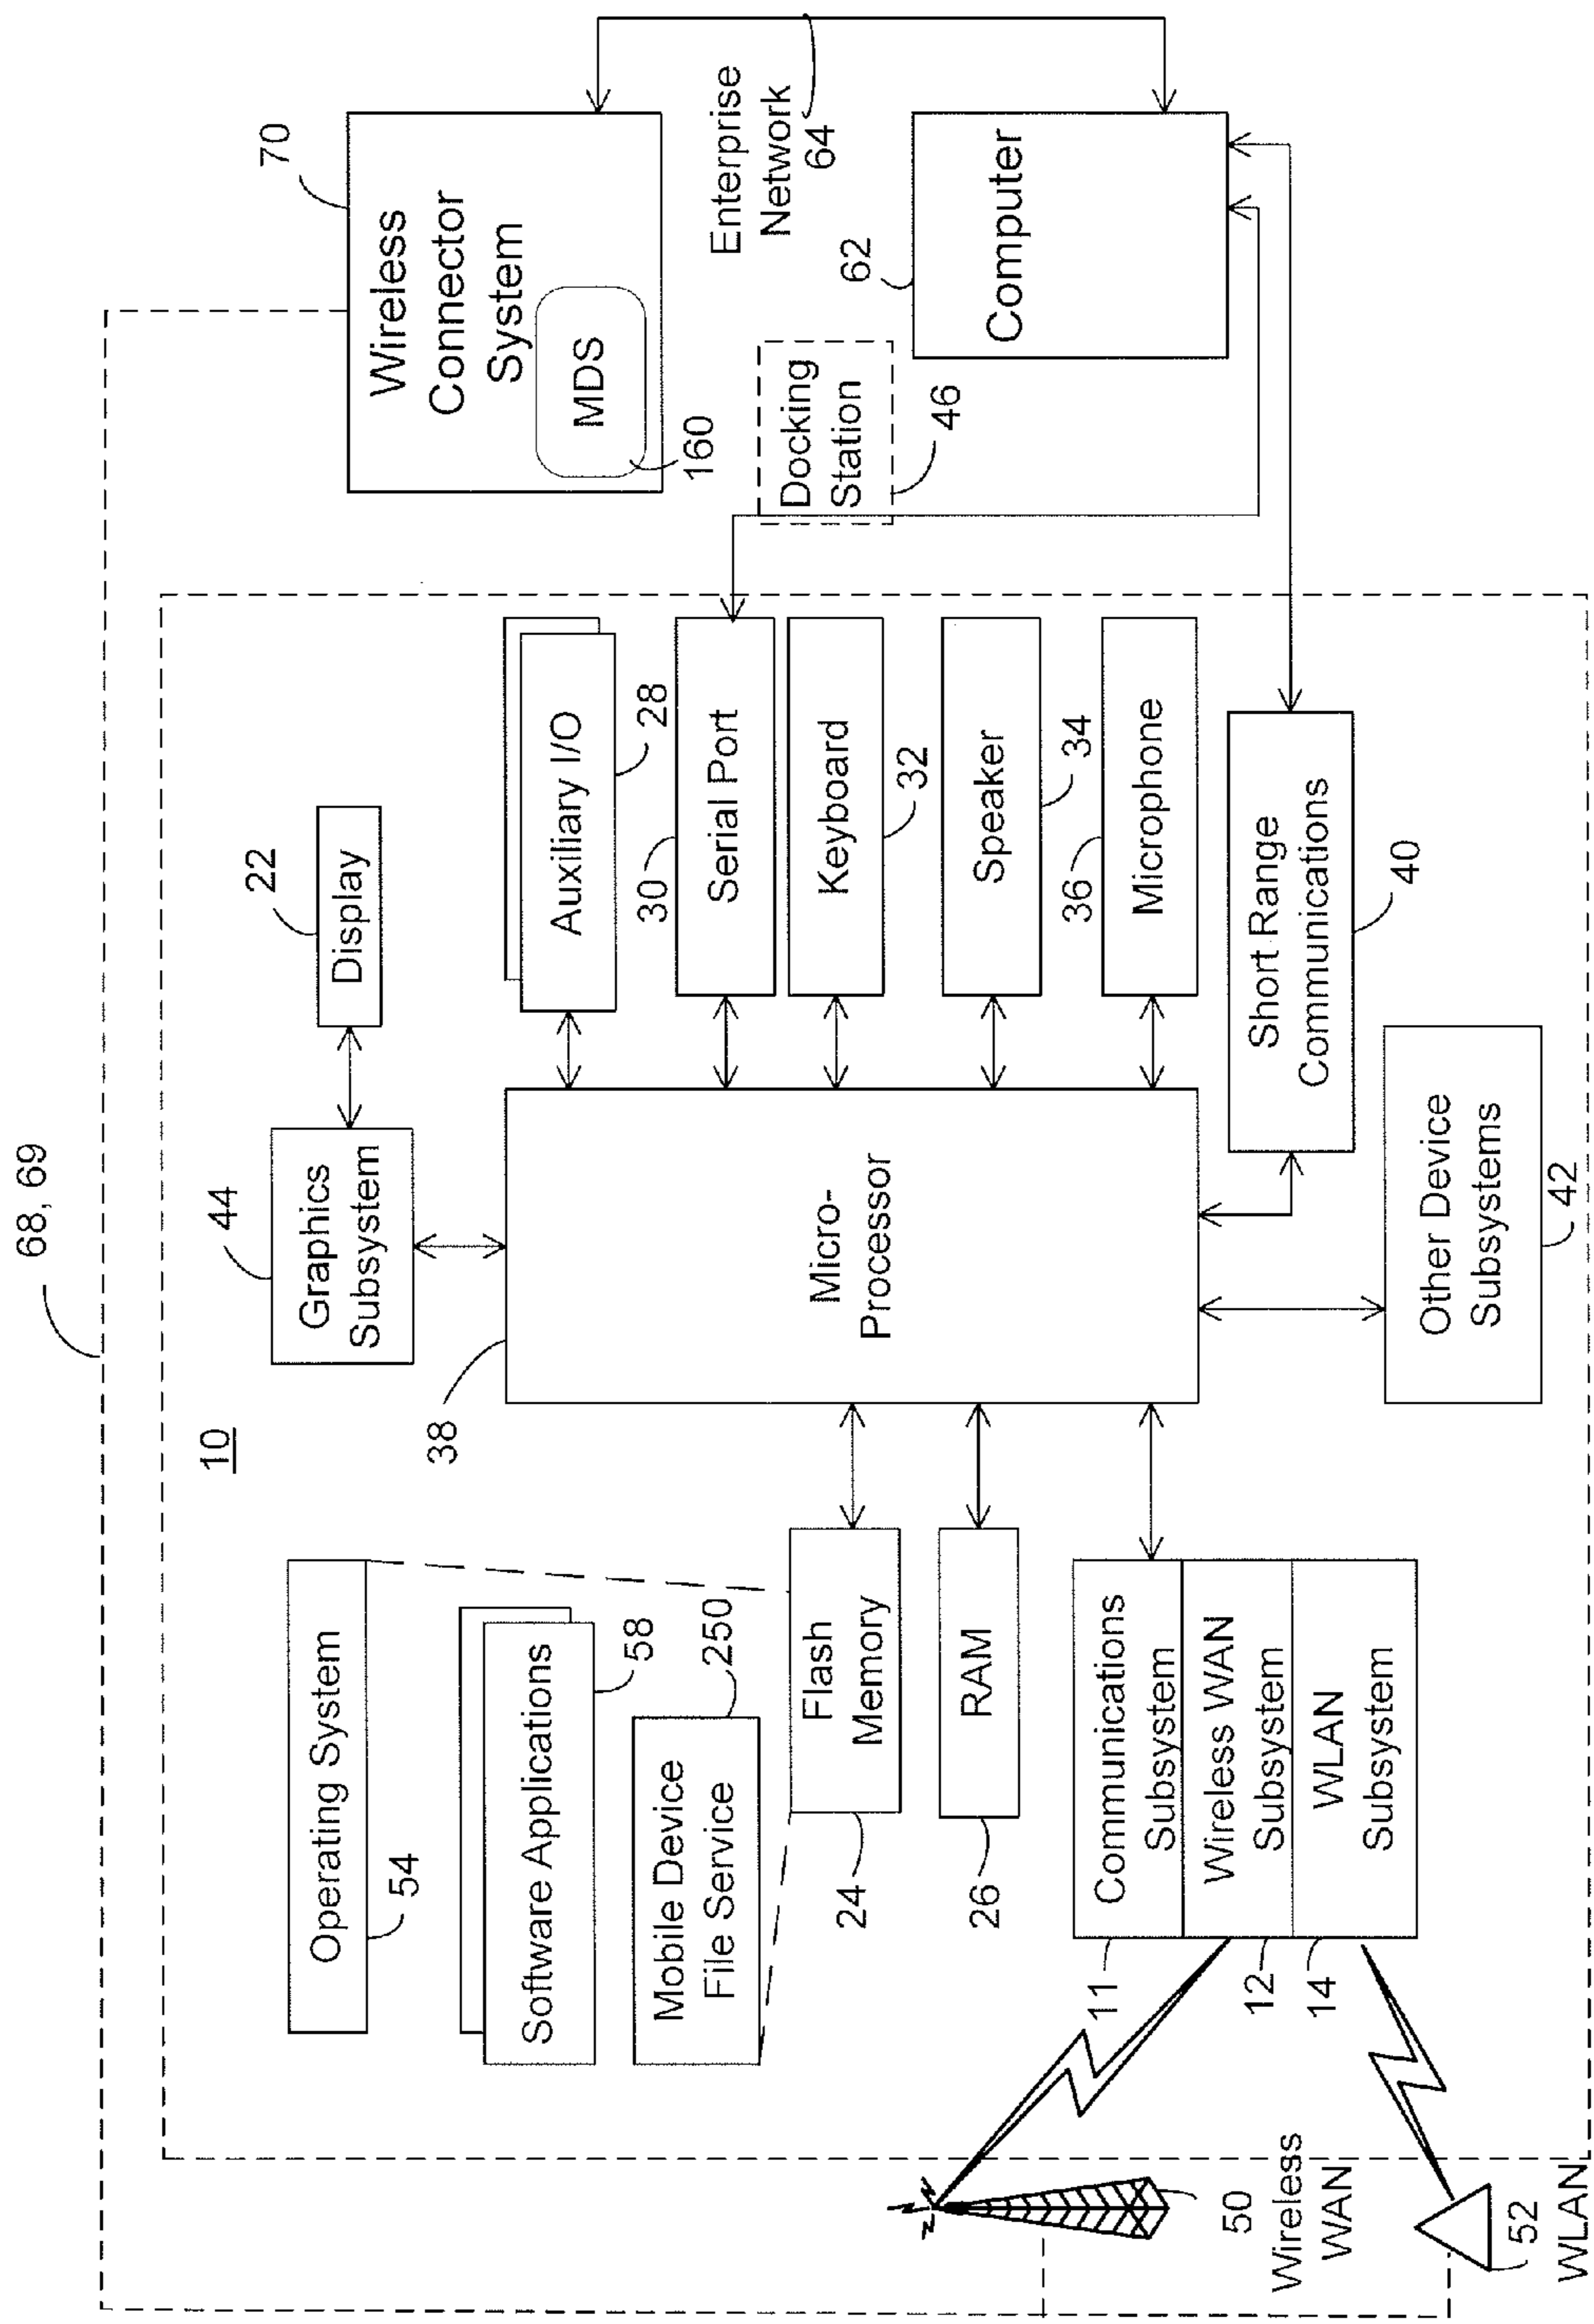 68, 69
10
Operating System
54
Software Applications
58
Mobile Device
File Service
250
Flash
Memory
24
RAM
26
Communications
Subsystem
11
Wireless WAN
Subsystem
12
WLAN
Subsystem
14
50
Wireless
WAN
52
WLAN
44
Graphics
Subsystem
22
Display
38
Micro-
Processor
Auxiliary I/O
28
30
Serial Port
Keyboard
32
Speaker
34
36
Microphone
Short Range
Communications
40
Other Device
Subsystems
42
70
Wireless
Connector
System
MDS
160
Docking
Station
46
Enterprise
Network
64
62
Computer